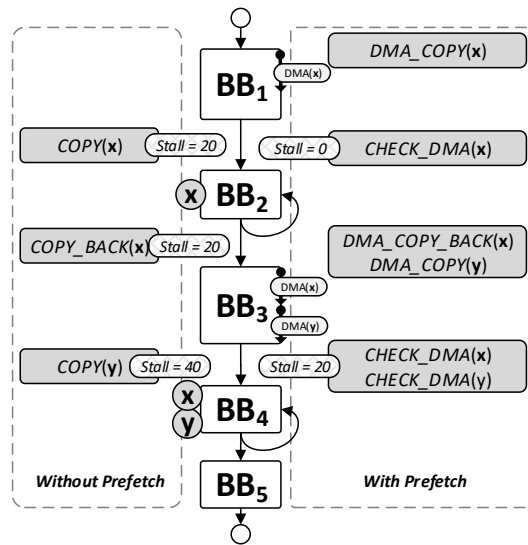 DMA_COPY(x)
BB1
DMA(x)
COPY(x)
Stall = 20
Stall = 0
CHECK_DMA(x)
x
BB2
COPY_BACK(x)
Stall = 20
DMA_COPY_BACK(x)
DMA_COPY(y)
BB3
DMA(x)
DMA(y)
COPY(y)
Stall = 40
Stall = 20
CHECK_DMA(x)
CHECK_DMA(y)
x
y
BB4
Without Prefetch
BB5
With Prefetch